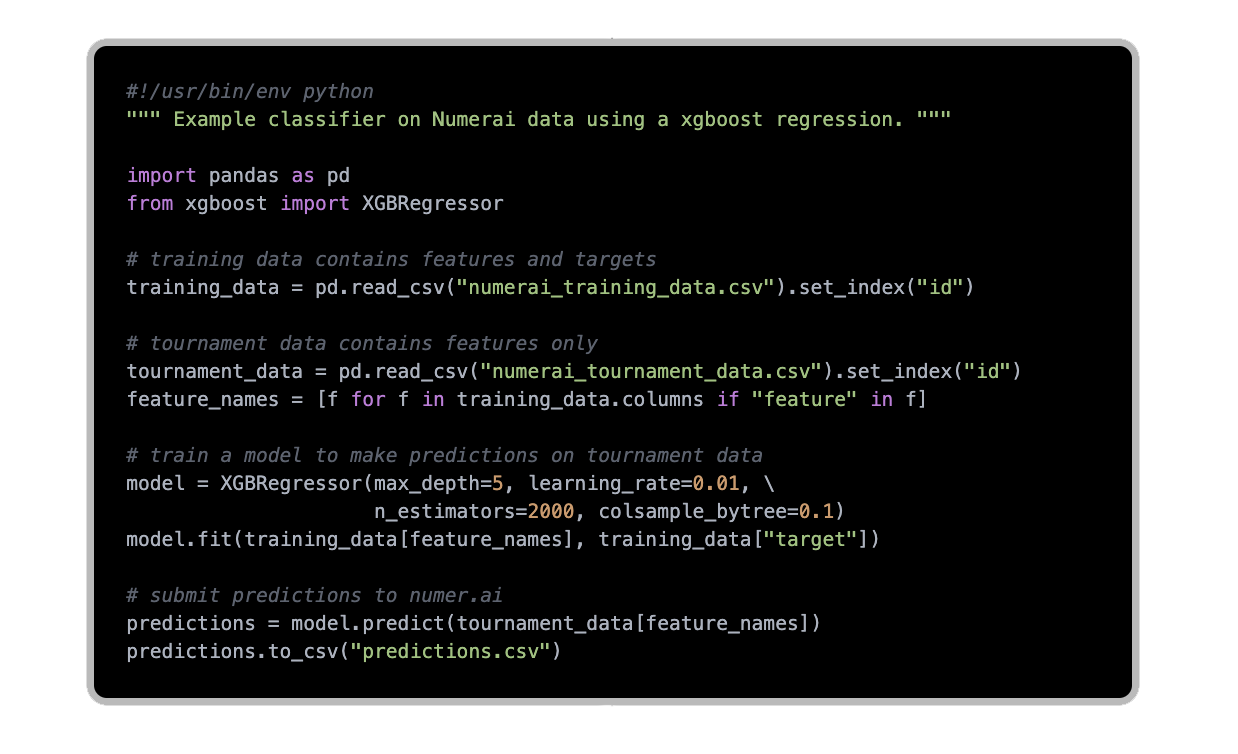 #!/usr/bin/env python
""" Example classifier on Numerai data using a xgboost regression. """
import pandas as pd
from xgboost import XGBRegressor
# training data contains features and targets
training_data = pd.read_csv("numerai_training_data.csv").set_index("id")
# tournament data contains features only
tournament_data = pd.read_csv("numerai_tournament_data.csv").set_index("id")
feature_names = [f for f in training_data.columns if "feature" in f]
# train a model to make predictions on tournament data
model = XGBRegressor(max_depth=5, learning_rate=0.01, \
                     n_estimators=2000, colsample_bytree=0.1)
model.fit(training_data[feature_names], training_data["target"])
# submit predictions to numer.ai
predictions = model.predict(tournament_data[feature_names])
predictions.to_csv("predictions.csv")